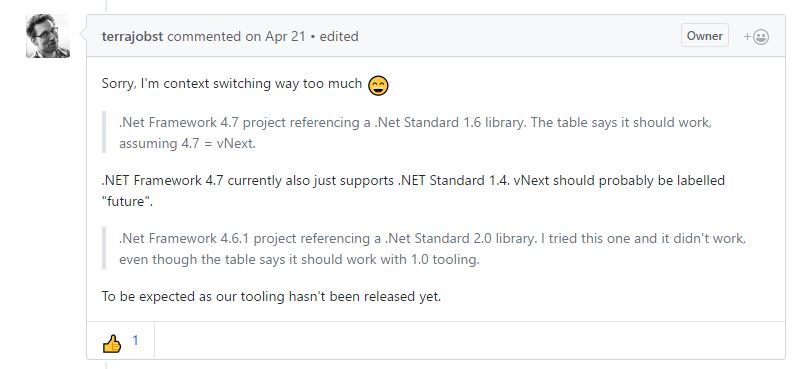 terrajobst commented on Apr 21 • edited
Owner
+
Sorry, I'm context switching way too much 😄
.Net Framework 4.7 project referencing a .Net Standard 1.6 library. The table says it should work,
assuming 4.7 = vNext.
.NET Framework 4.7 currently also just supports .NET Standard 1.4. vNext should probably be labelled
"future".
.Net Framework 4.6.1 project referencing a .Net Standard 2.0 library. I tried this one and it didn't work,
even though the table says it should work with 1.0 tooling.
To be expected as our tooling hasn't been released yet.
👍 1